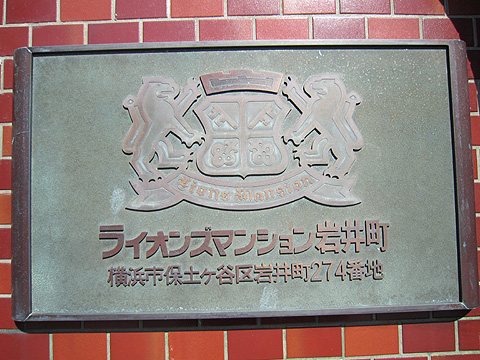 Lions Mansion
ライオンズマンション岩井町
横浜市保土ヶ谷区岩井町274番地